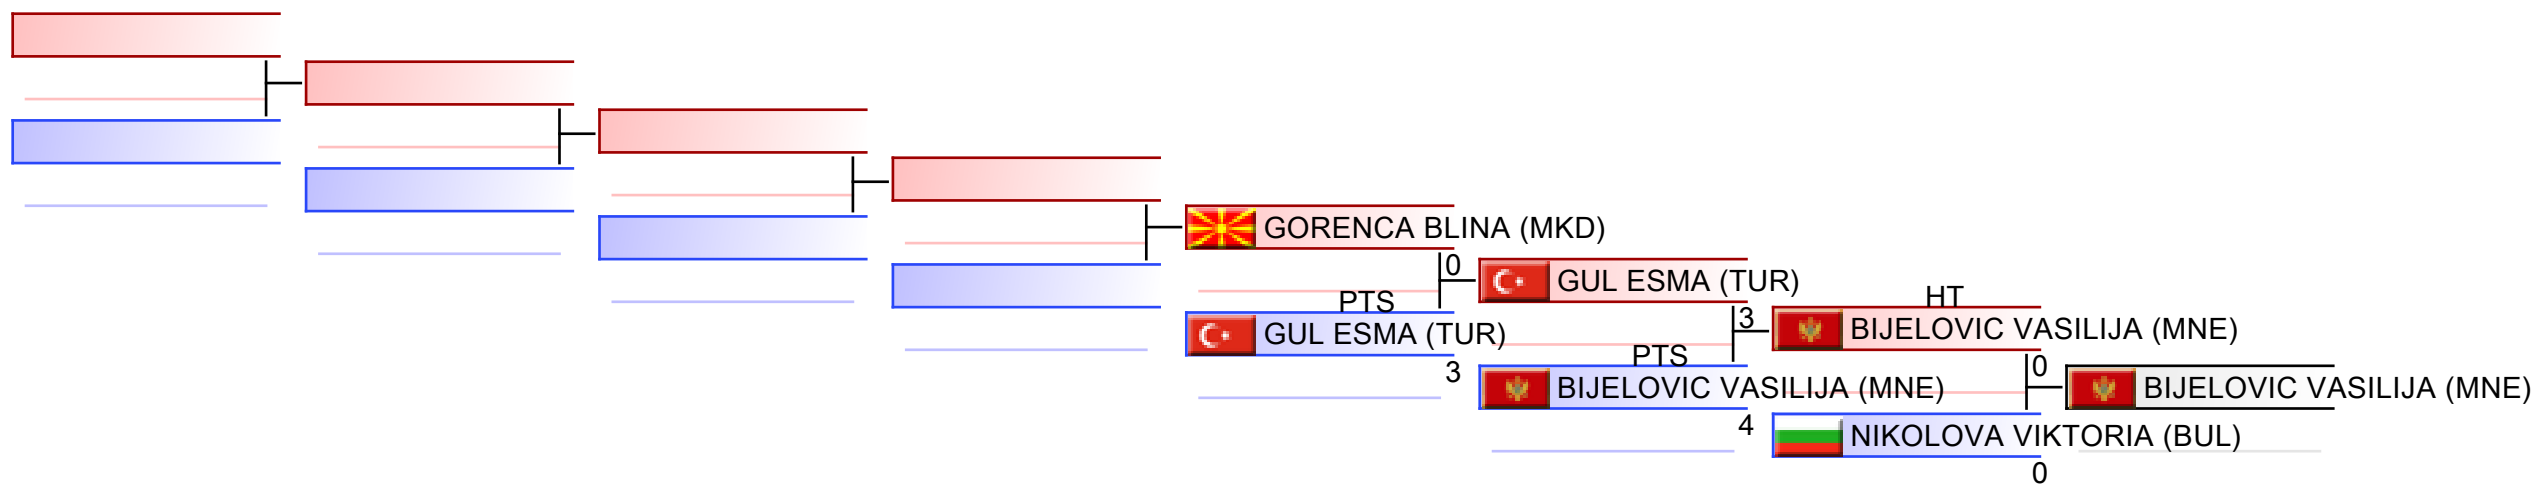 GORENCA BLINA (MKD)
0
PTS
GUL ESMA (TUR)
3
GUL ESMA (TUR)
3
PTS
BIJELOVIC VASILIJA (MNE)
4
HT
BIJELOVIC VASILIJA (MNE)
0
NIKOLOVA VIKTORIA (BUL)
0
BIJELOVIC VASILIJA (MNE)